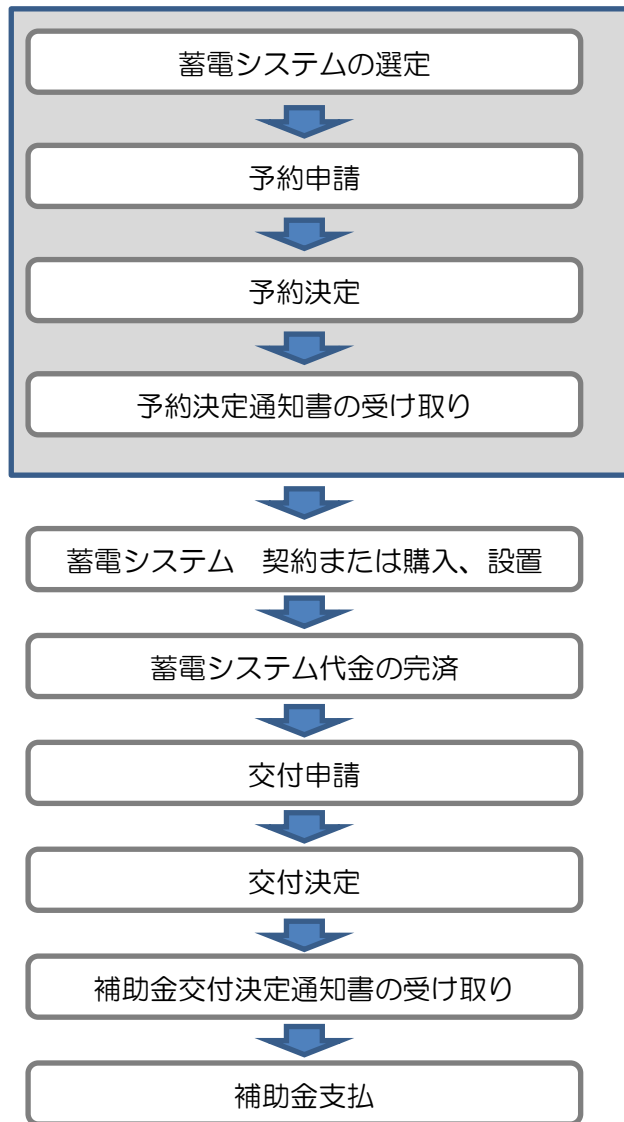 蓄電システムの選定
予約申請
予約決定
予約決定通知書の受け取り
蓄電システム　契約または購入、設置
蓄電システム代金の完済
交付申請
交付決定
補助金交付決定通知書の受け取り
補助金支払